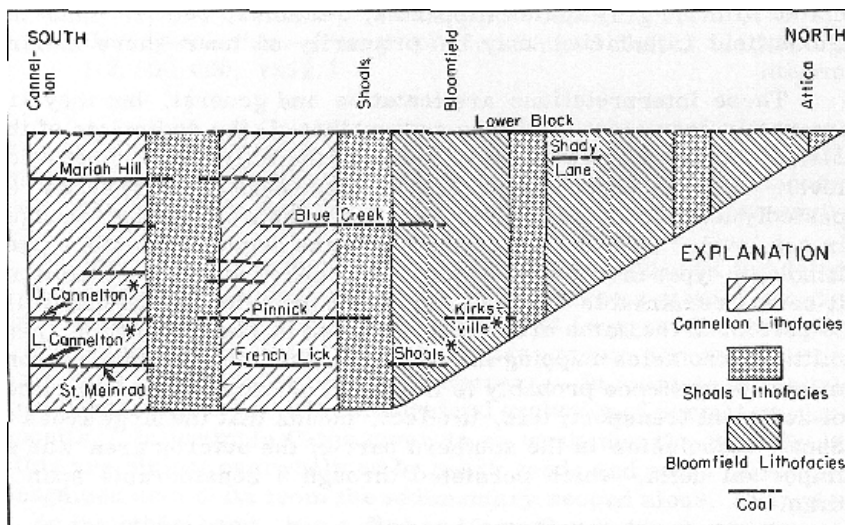 SOUTH
NORTH
Cannel-
ton
Shoals
Bloomfield
Attica
Lower Block
Mariah Hill
Shady
Lane
Blue Creek
U. Cannelton*
Pinnick
Kirks-
ville*
L. Cannelton*
French Lick
Shoals*
St. Meinrad
EXPLANATION
Cannelton Lithofacies
Shoals Lithofacies
Bloomfield Lithofacies
Coal